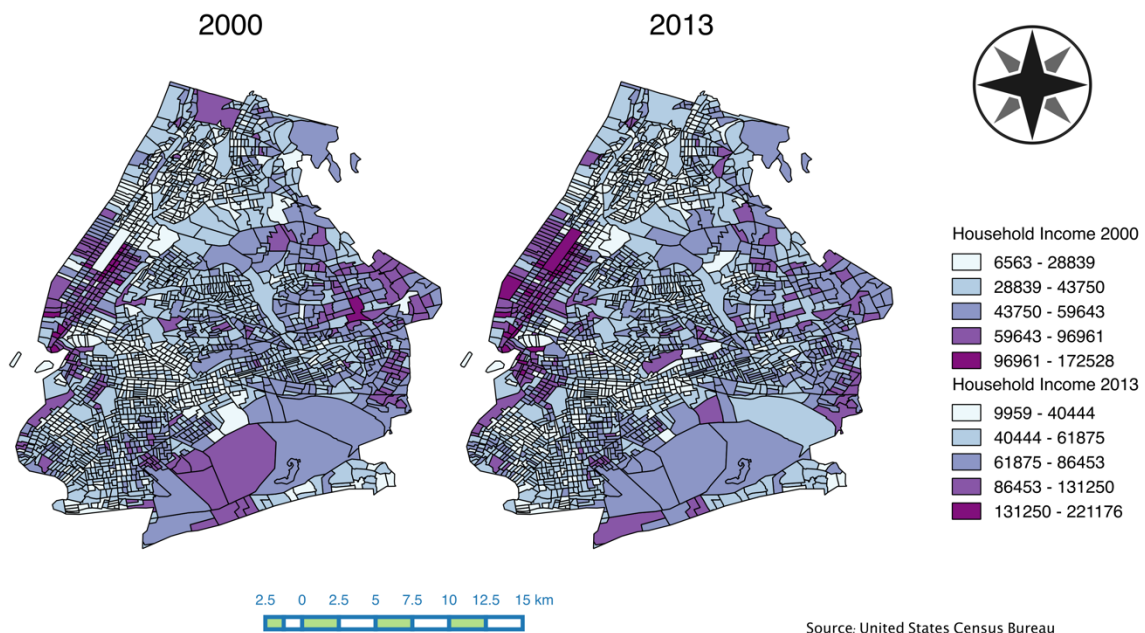 2000
2013
Household Income 2000
6563 - 28839
28839 - 43750
43750 - 59643
59643 - 96961
96961 - 172528
Household Income 2013
9959 - 40444
40444 - 61875
61875 - 86453
86453 - 131250
131250 - 221176
2.5 0 2.5 5 7.5 10 12.5 15 km
Source: United States Census Bureau